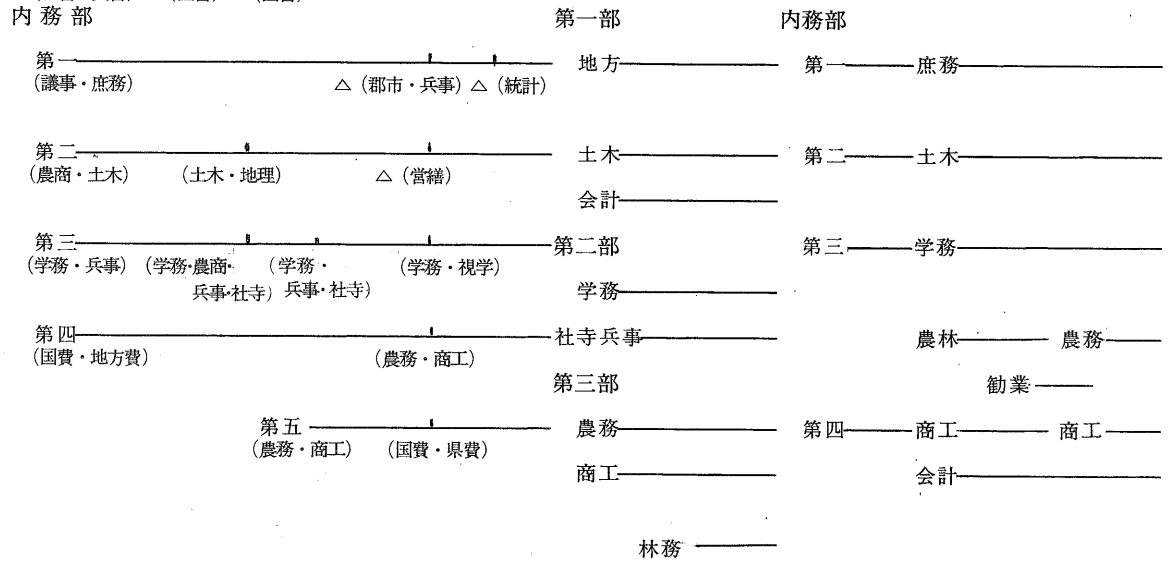 内務部 第一部 内務部
第一 地方 第一 庶務
(議事・庶務) △ (郡市・兵事) △ (統計)
第二 土木 第二 土木
(農商・土木) (土木・地理) △ (営繕)
会計
第三 第二部 第三 学務
(学務・兵事) (学務・農商・ (学務・ (学務・視学)
兵事・社寺) 兵事・社寺)
学務
第四 社寺兵事 農林 農務
(国費・地方費) (農務・商工)
第三部 勧業
第五 農務 第四 商工 商工
(農務・商工) (国費・県費)
商工 会計
林務